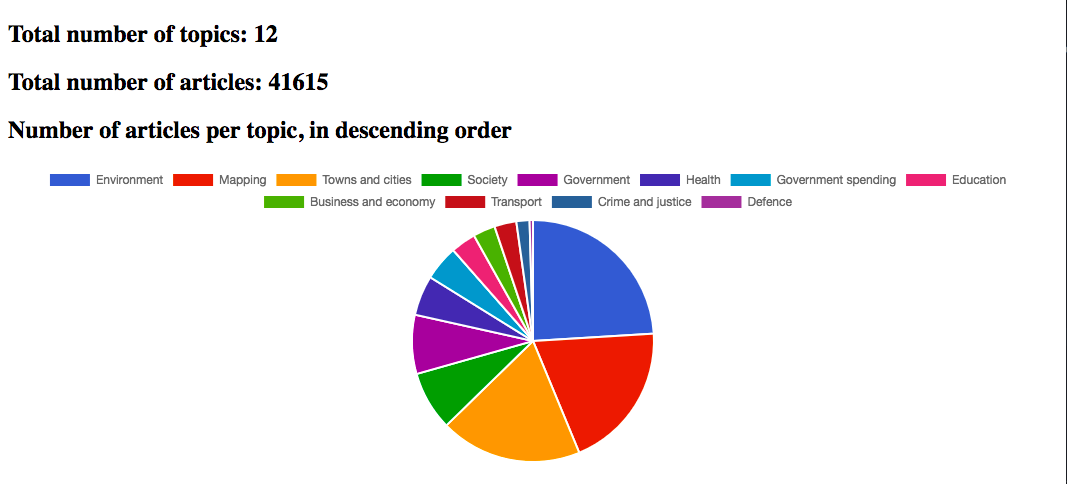 Total number of topics: 12
Total number of articles: 41615
Number of articles per topic, in descending order
Environment Mapping Towns and cities Society Government Health Government spending Education
Business and economy Transport Crime and justice Defence